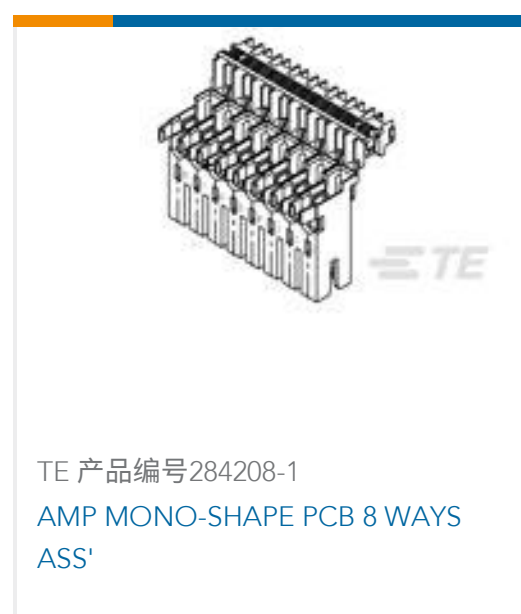 TE
TE 产品编号284208-1
AMP MONO-SHAPE PCB 8 WAYS
ASS'